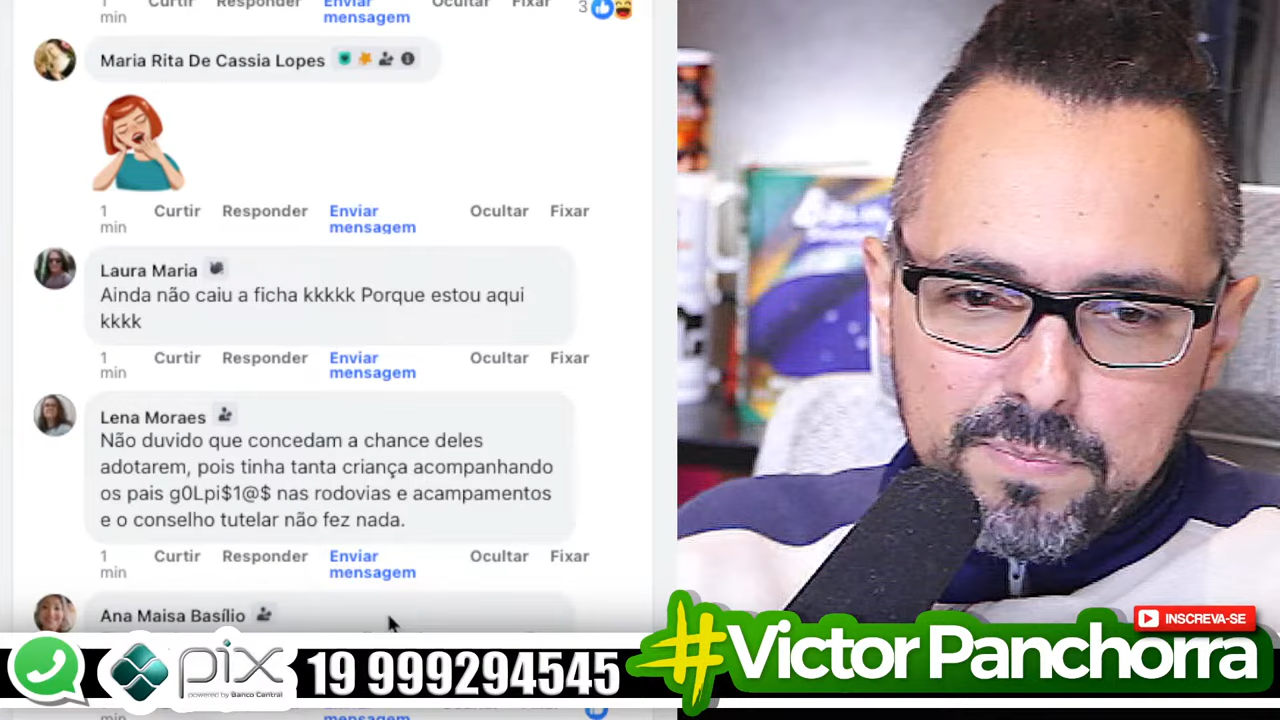 1 min Curtir Responder Enviar mensagem Ocultar Fixar 3
Maria Rita De Cassia Lopes
1 min Curtir Responder Enviar mensagem Ocultar Fixar
Laura Maria
Ainda não caiu a ficha kkkkk Porque estou aqui
kkkk
1 min Curtir Responder Enviar mensagem Ocultar Fixar
Lena Moraes
Não duvido que concedam a chance deles
adotarem, pois tinha tanta criança acompanhando
os pais g0Lpi$1@$ nas rodovias e acampamentos
e o conselho tutelar não fez nada.
1 min Curtir Responder Enviar mensagem Ocultar Fixar
Ana Maisa Basílio
INSCREVA-SE
pix
powered by Banco Central
19 999294545
#Victor Panchorra
mensagem